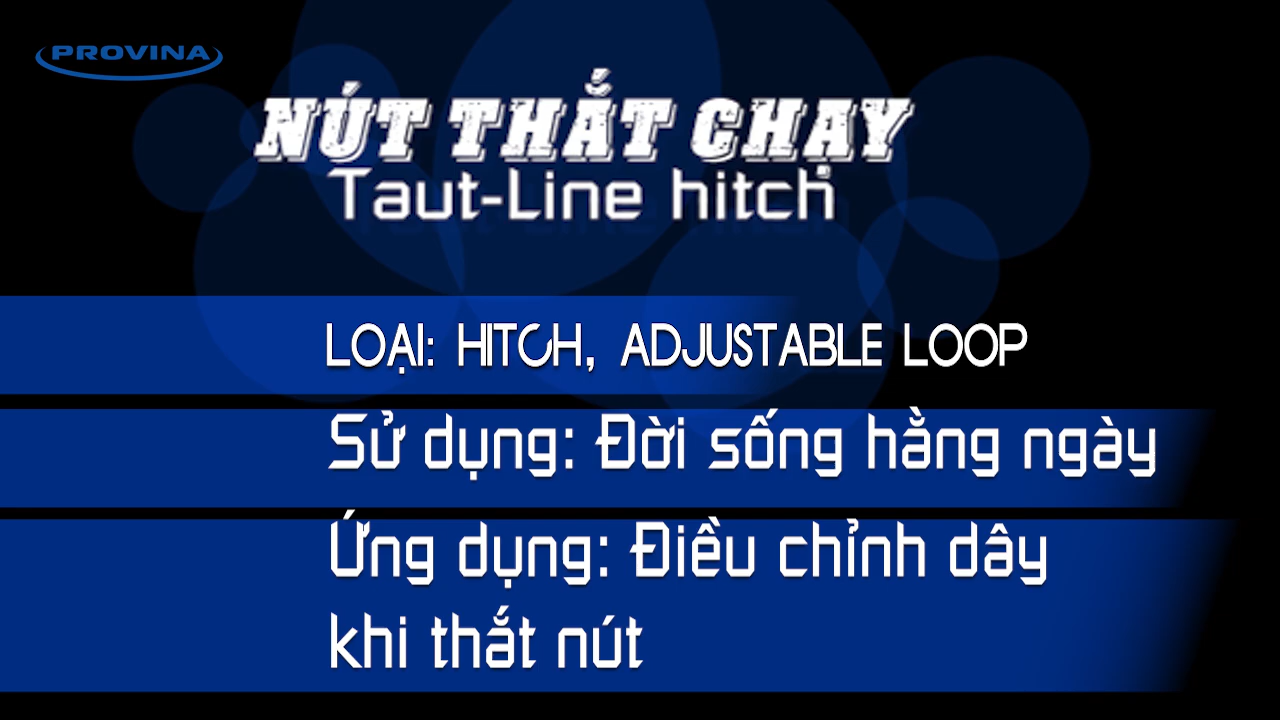 PROVINA
NÚT THẮT CHẠY
Taut-Line hitch
LOẠI: HITCH, ADJUSTABLE LOOP
Sử dụng: Đời sống hằng ngày
Ứng dụng: Điều chỉnh dây
khi thắt nút